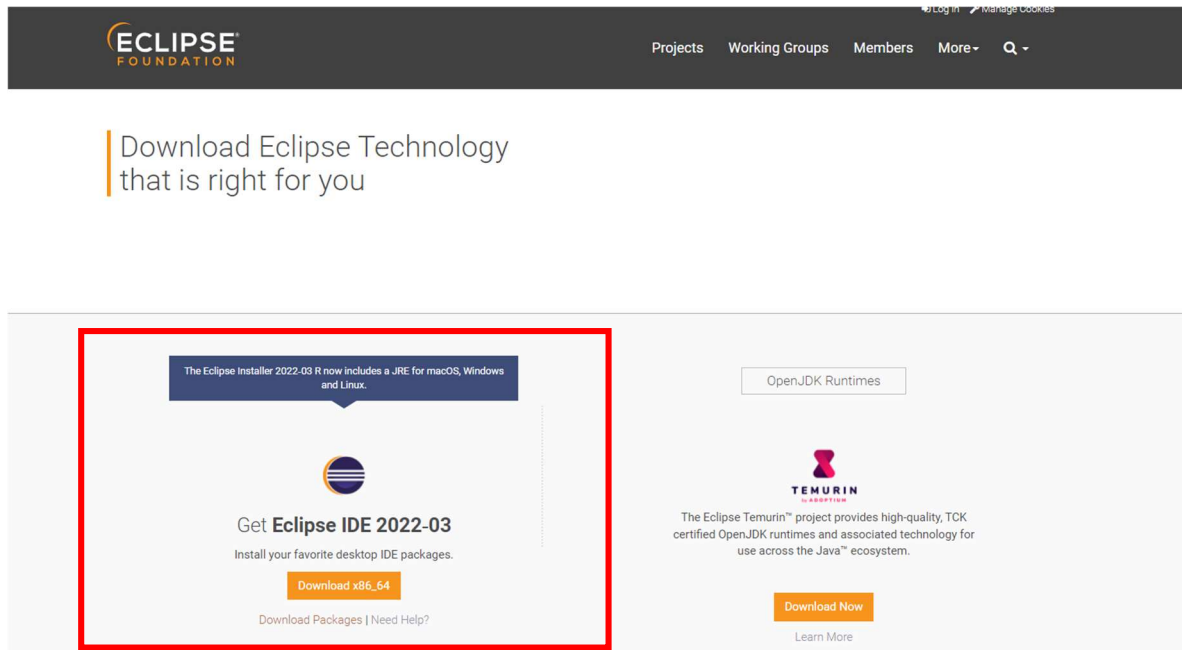 Log in Manage Cookies
ECLIPSE®
FOUNDATION
Projects Working Groups Members More Q
Download Eclipse Technology
that is right for you
The Eclipse Installer 2022-03 R now includes a JRE for macOS, Windows
and Linux.
Get Eclipse IDE 2022-03
Install your favorite desktop IDE packages.
Download x86_64
Download Packages | Need Help?
OpenJDK Runtimes
TEMURIN
by ADOPTIUM
The Eclipse Temurin™ project provides high-quality, TCK
certified OpenJDK runtimes and associated technology for
use across the Java™ ecosystem.
Download Now
Learn More